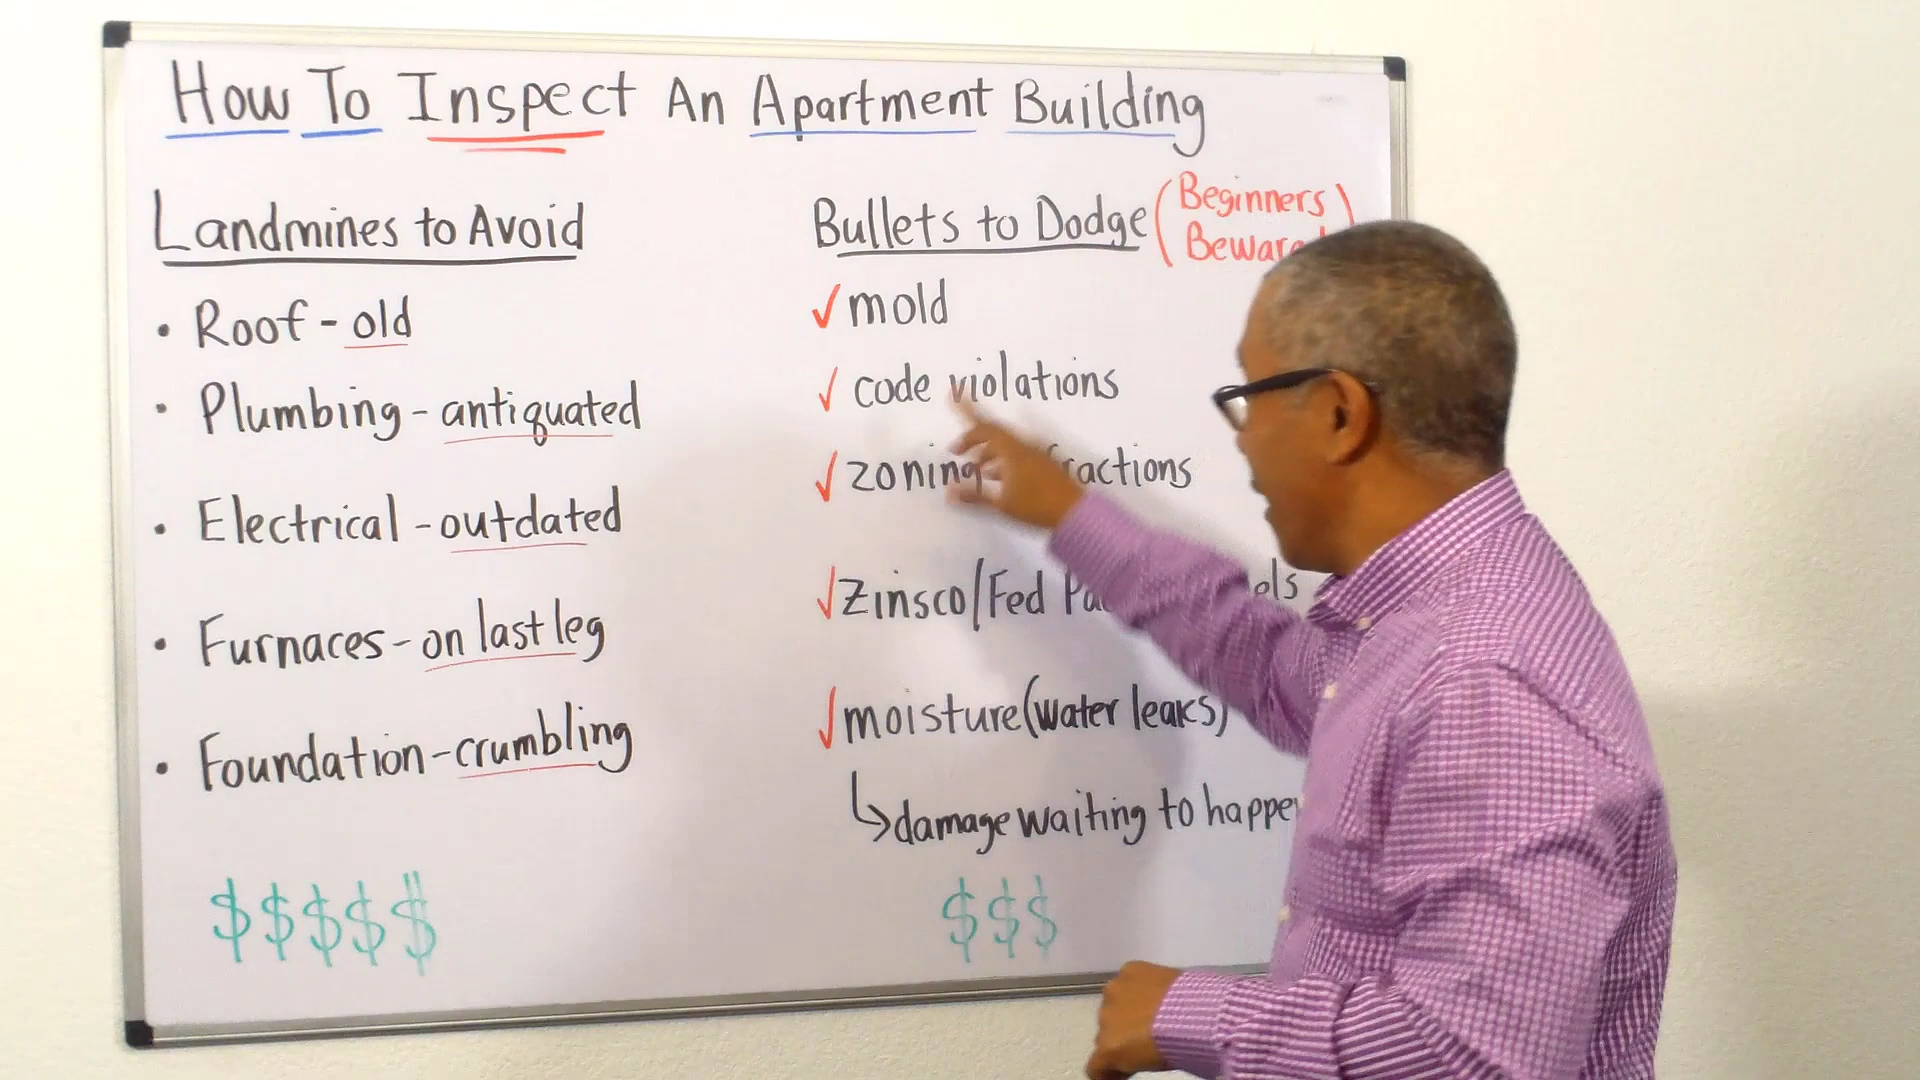 How To Inspect An Apartment Building
Landmines to Avoid
• Roof - old
• Plumbing - antiquated
• Electrical - outdated
• Furnaces - on last leg
• Foundation - crumbling
$$$$$
Bullets to Dodge (Beginners
✓ mold
✓ code violations
✓ zoning
✓ Zinsco/Fed
✓ moisture (water leaks)
↳ damage waiting to
$$$